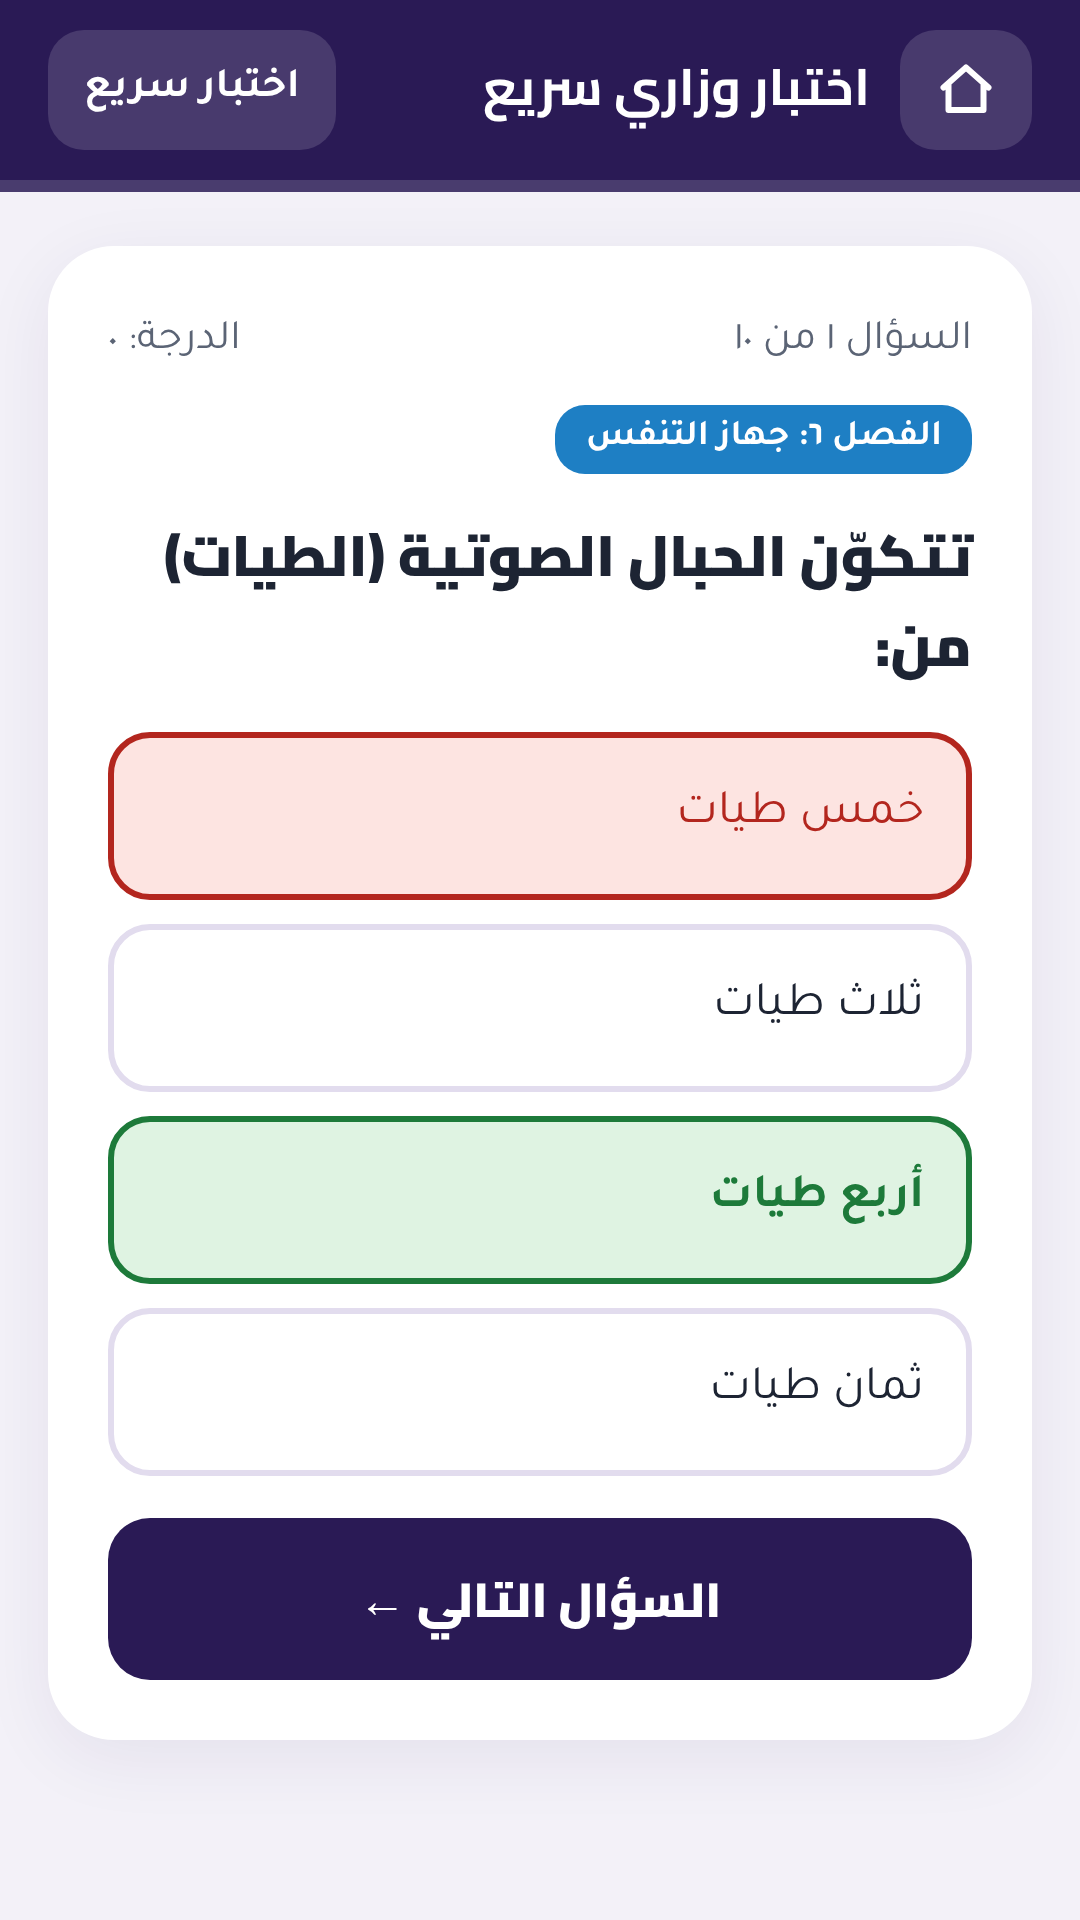 اختبار وزاري سريع
اختبار سريع
السؤال ١ من ١٠
الدرجة: ٠
الفصل ٦: جهاز التنفس
تتكوّن الحبال الصوتية (الطيات)
من:
خمس طيات
ثلاث طيات
أربع طيات
ثمان طيات
السؤال التالي ←